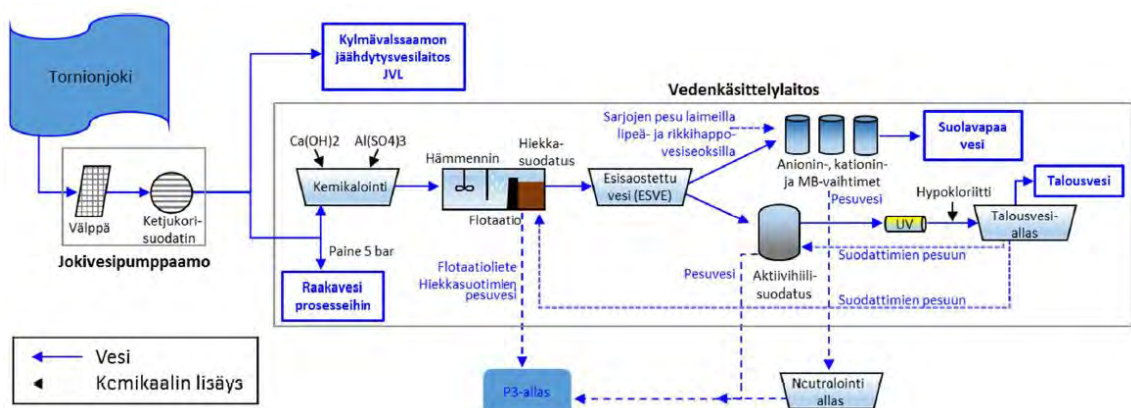 Tornionjoki
Kylmävalssaamon
jäähdytysvesilaitos
JVL
Vedenkäsittelylaitos
Sarjojen pesu laimeilla
lipeä- ja rikkihappo-
vesiseoksilla
Suolavapaa
vesi
Ca(OH)2
Al(SO4)3
Hämmennin
Hiekka-
suodatus
Kemikalointi
Flotaatio
Esisaostettu
vesi (ESVE)
Anionin-, kationin-
ja MB-vaihtimet
Pesuvesi
Hypokloriitti
Talousvesi
UV
Talousvesi-
allas
Välppä
Ketjukori-
suodatin
Jokivesipumppaamo
Paine 5 bar
Raakavesi
prosesseihin
Flotaatioliete
Hiekkasuotimien
pesuvesi
Pesuvesi
Aktiivihiili-
suodatus
Suodattimien pesuun
Suodattimien pesuun
Vesi
Kcmikaalin lisäys
P3-allas
Ncutralointi
allas